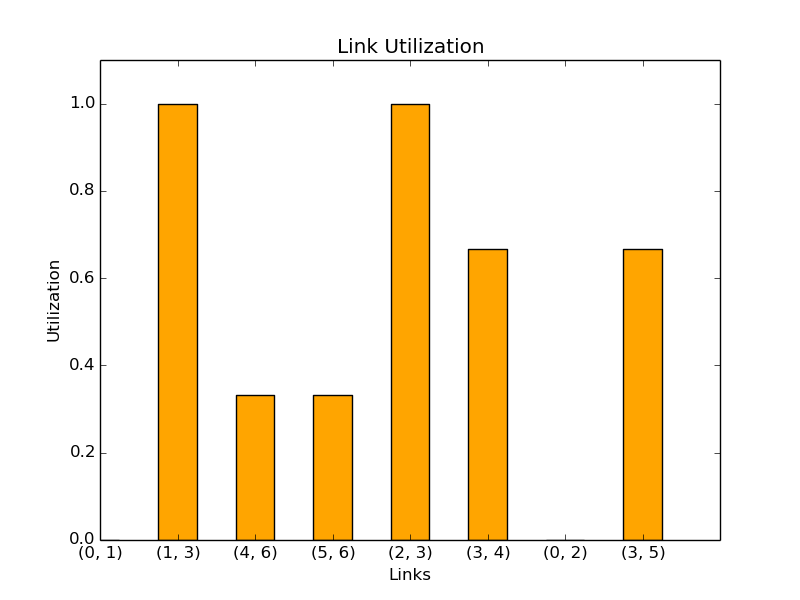 Link Utilization
Utilization
1.0
0.8
0.6
0.4
0.2
0.0
(0, 1) (1, 3) (4, 6) (5, 6) (2, 3) (3, 4) (0, 2) (3, 5)
Links